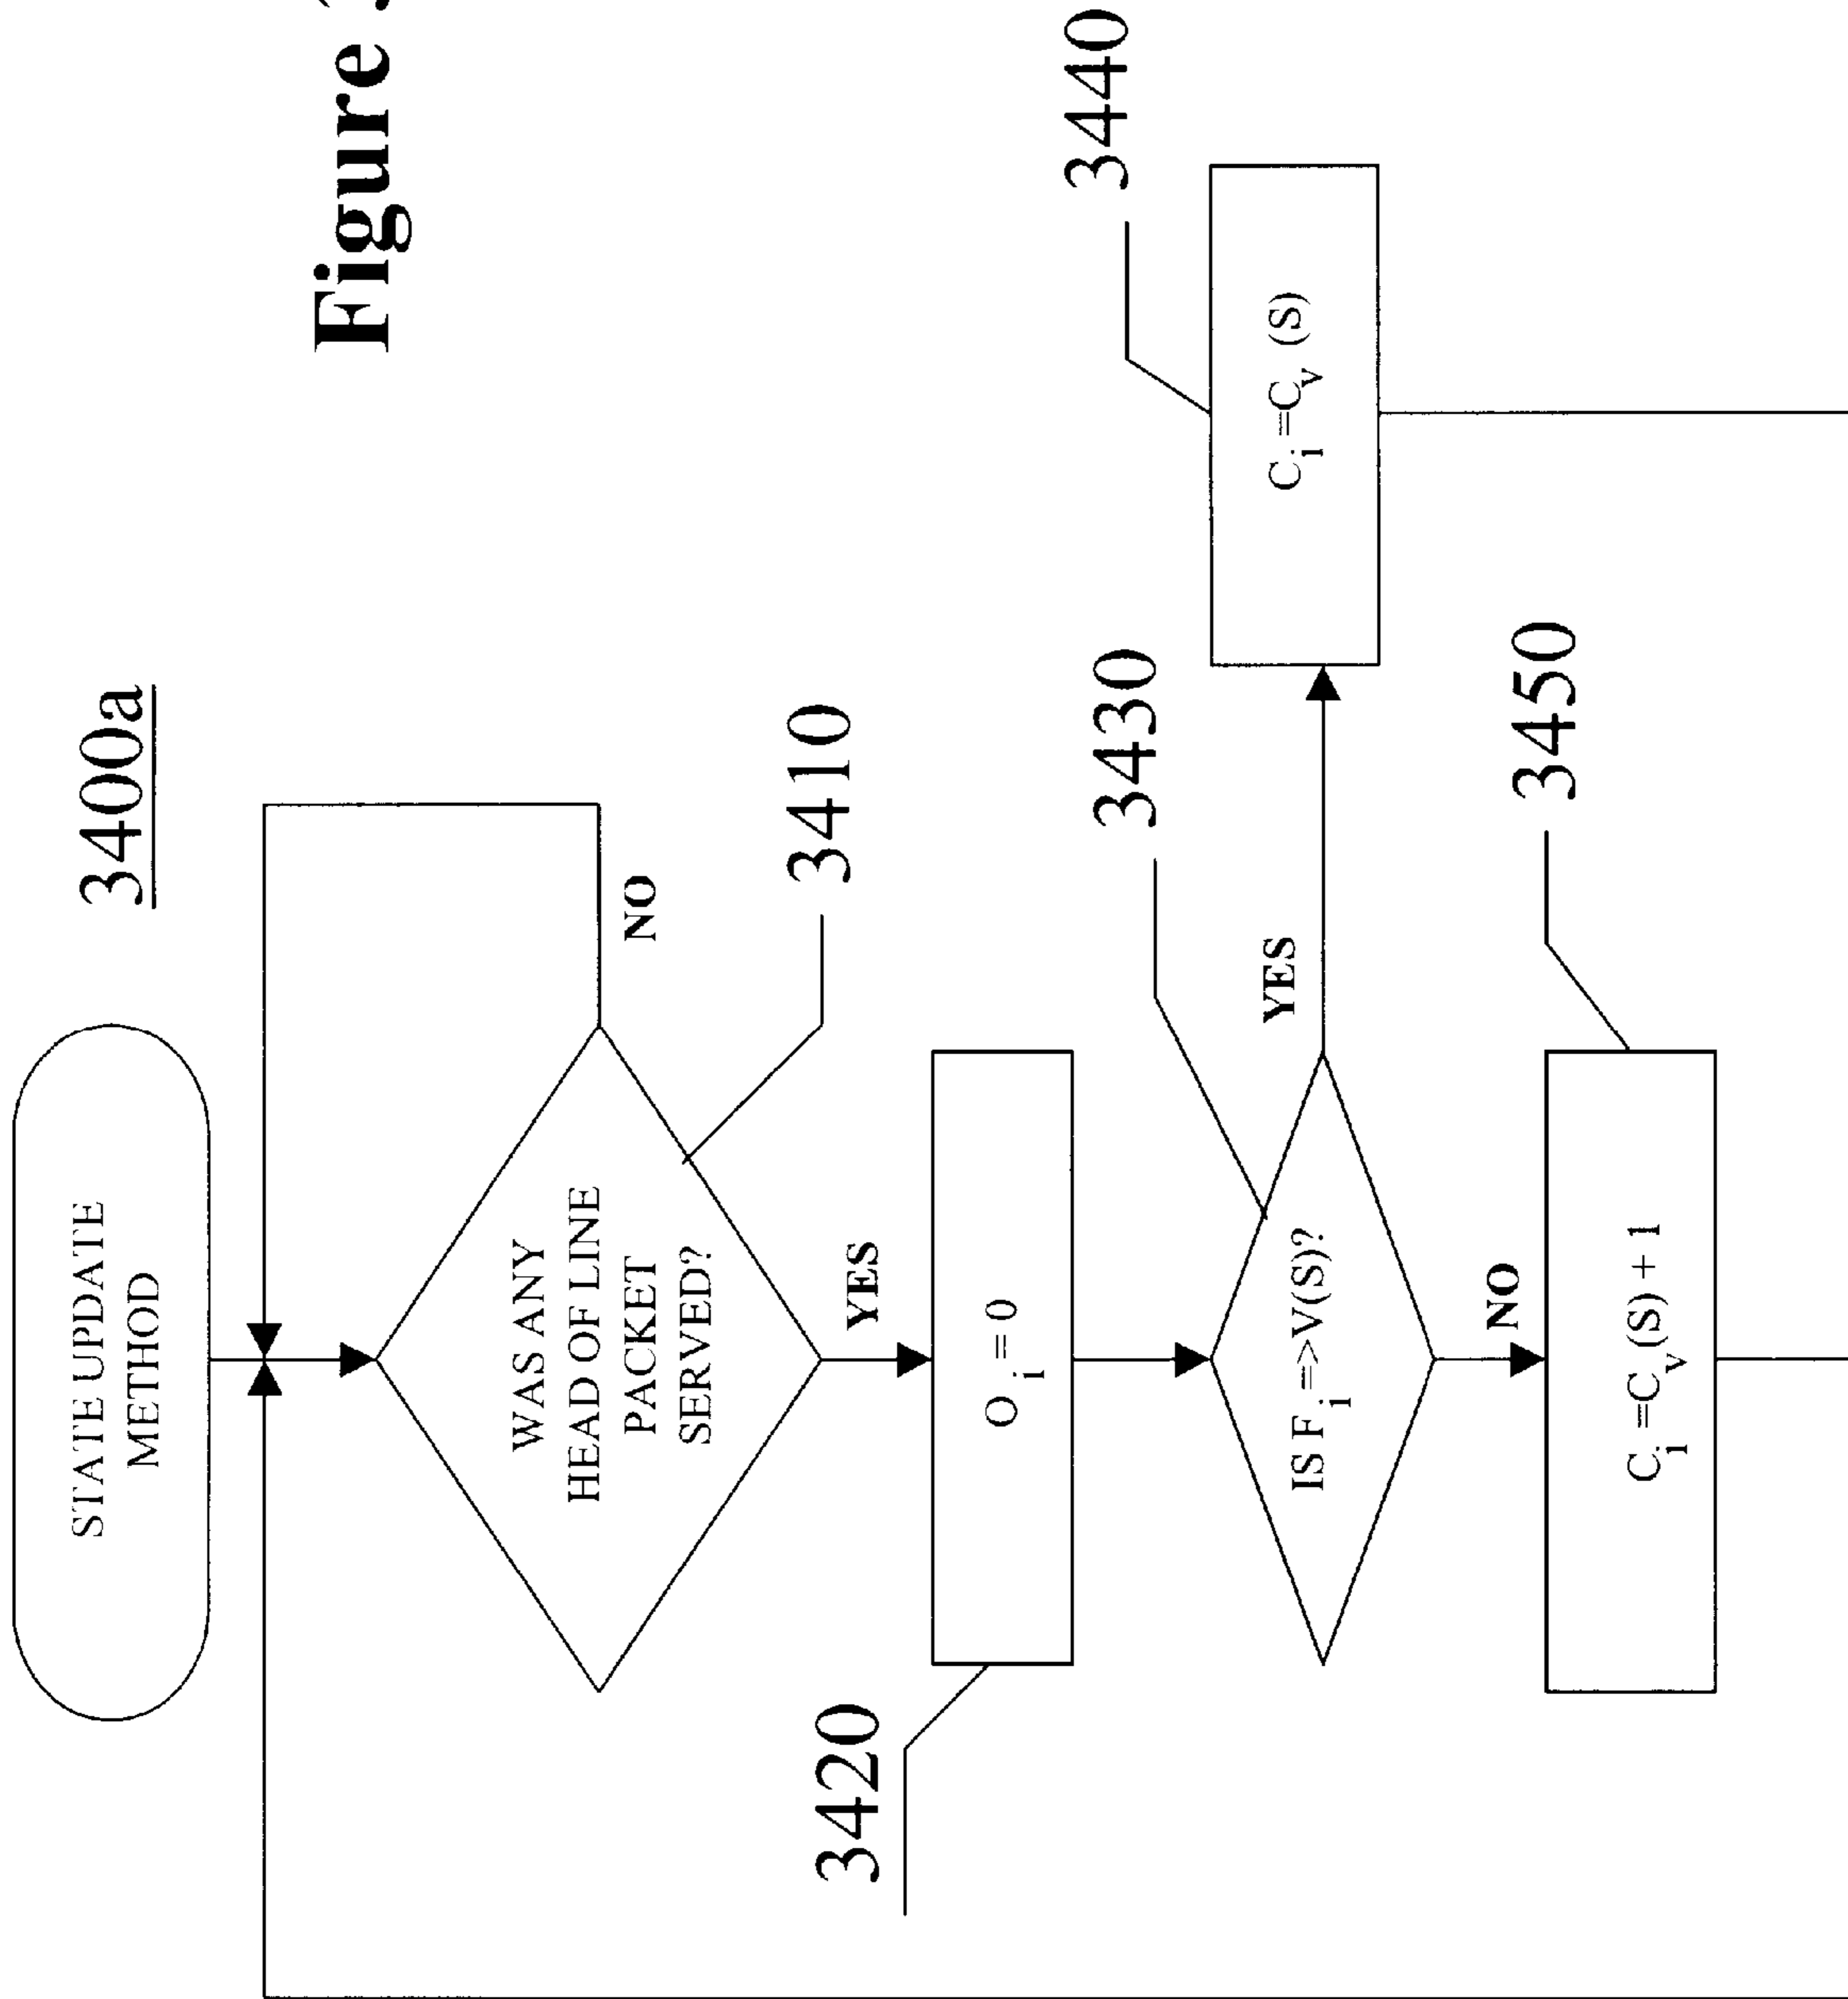 3400a
Figure
STATE UPDATE
METHOD
WAS ANY
HEAD OF LINE
PACKET
SERVED?
NO
3410
YES
3420
O i = 0
3430
IS F i =>V(S)?
YES
3440
C i =C v (S)
NO
3450
C i =C v (S) + 1